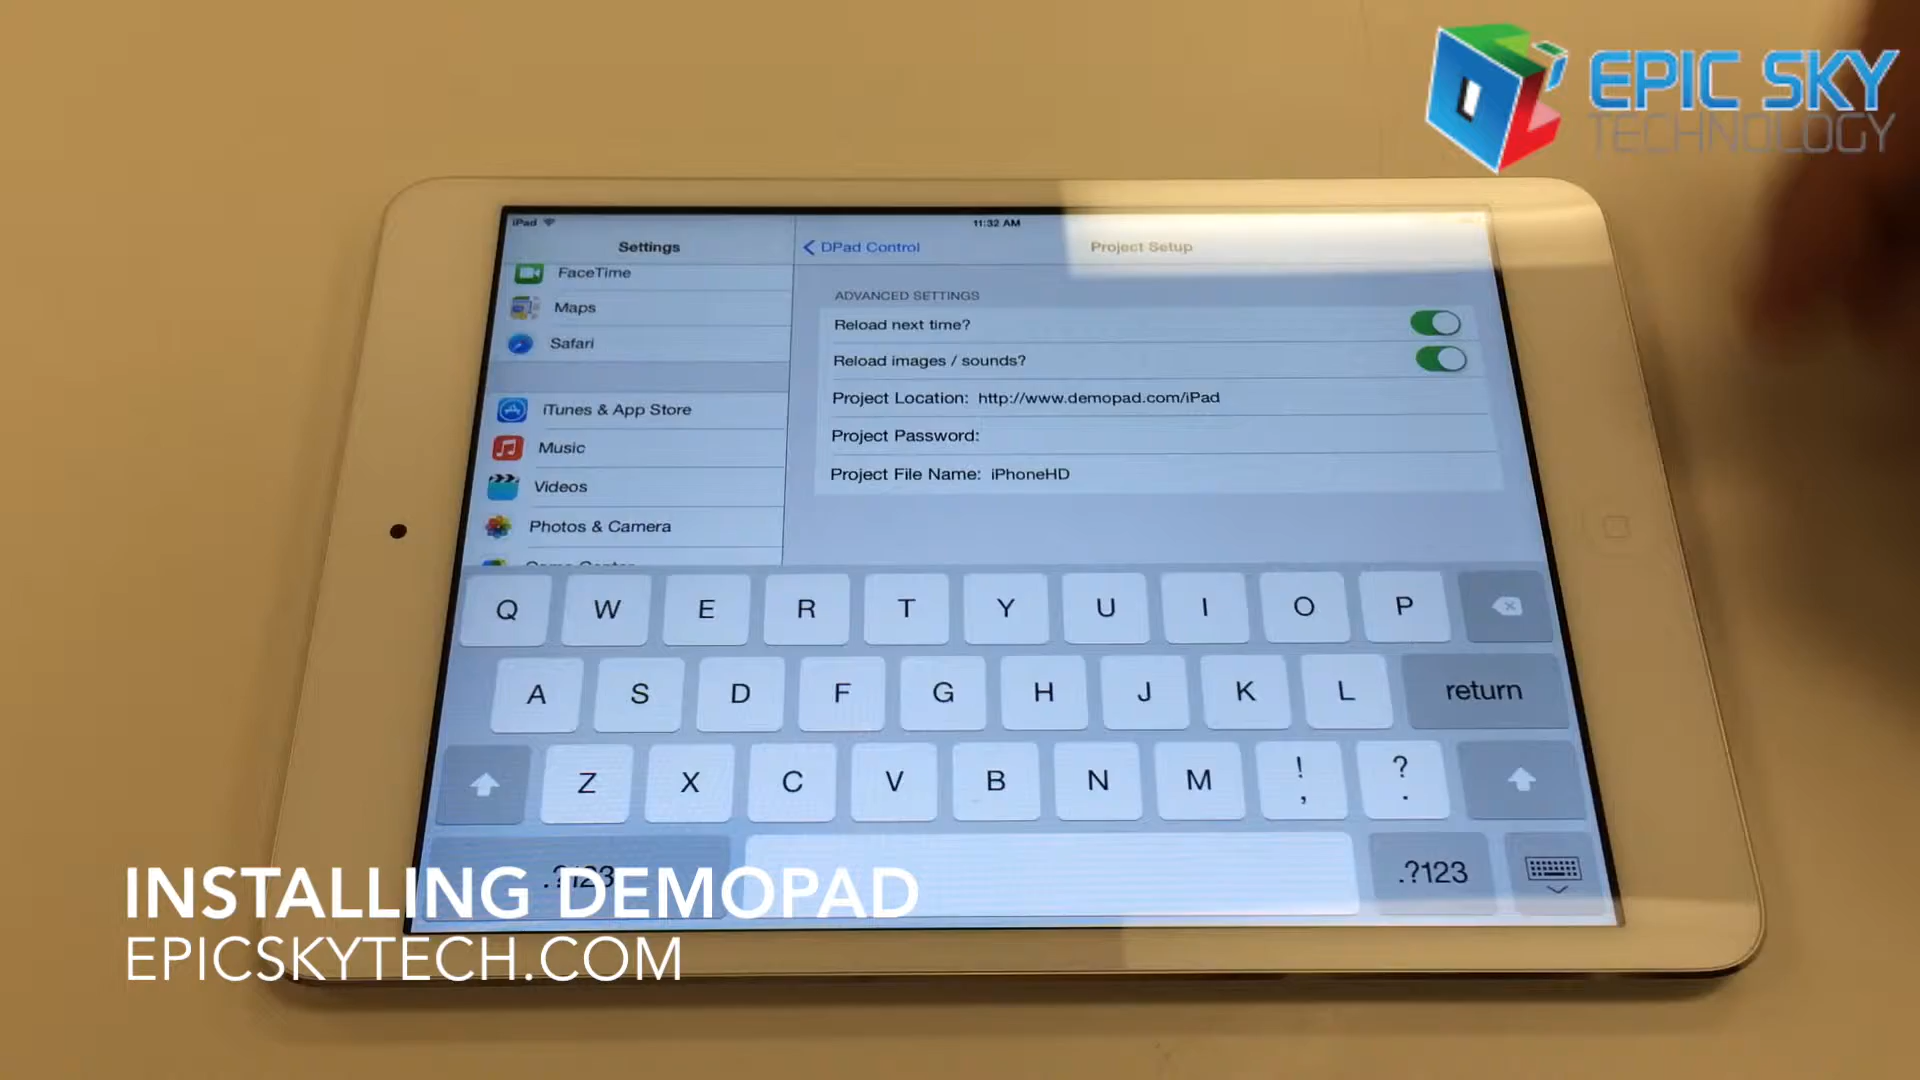 EPIC SKY
TECHNOLOGY
iPad
11:32 AM
Settings
DPad Control
Project Setup
FaceTime
Maps
Safari
iTunes & App Store
Music
Videos
Photos & Camera
Game Center
ADVANCED SETTINGS
Reload next time?
Reload images / sounds?
Project Location: http://www.demopad.com/iPad
Project Password:
Project File Name: iPhoneHD
Q W E R T Y U I O P
A S D F G H J K L return
Z X C V B N M ! , ? .
.?123 .?123
INSTALLING DEMOPAD
EPICSKYTECH.COM